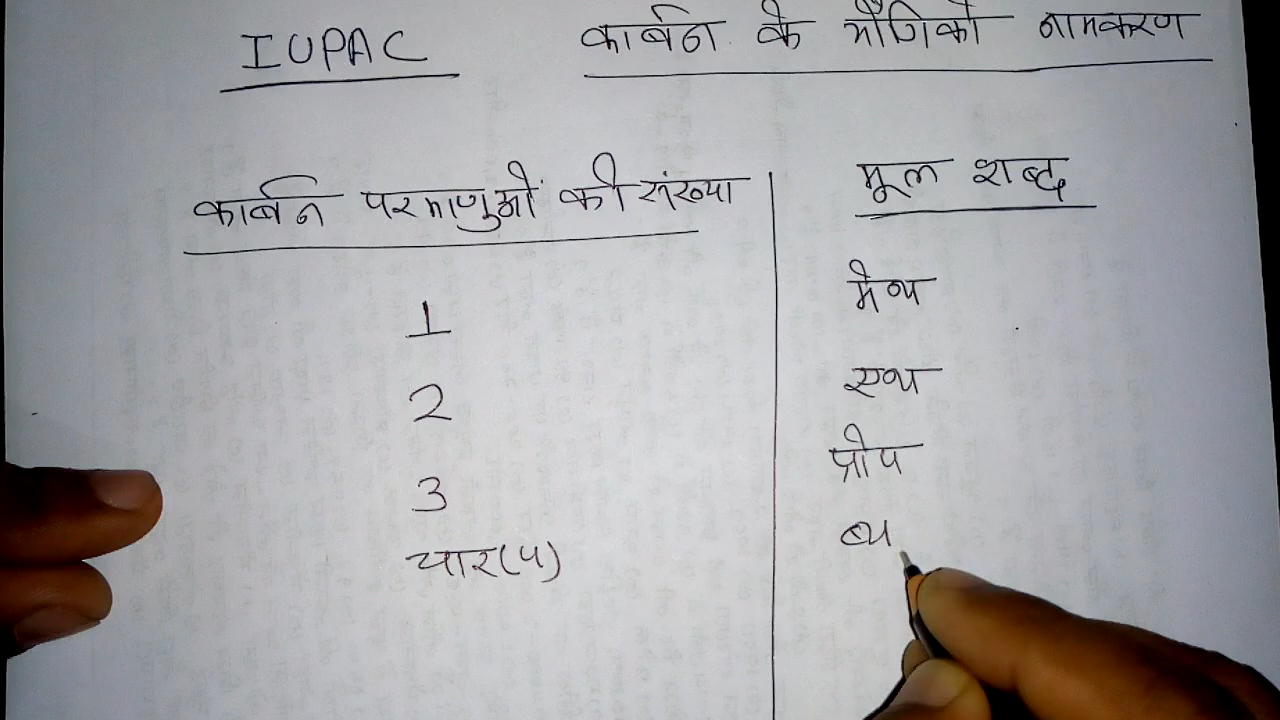 IUPAC कार्बन के यौगिको नामकरण
कार्बन परमाणुओं की संख्या मूल शब्द
1 मेथ
2 एथ
3 प्रोप
चार(4) ब्य